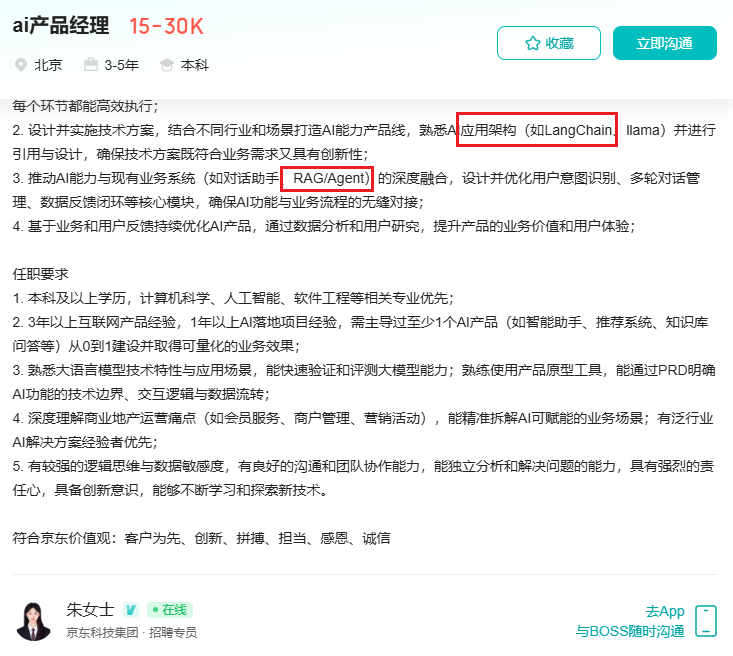 ai产品经理 15-30K
收藏 立即沟通
北京 3-5年 本科
每个环节都能高效执行；
2. 设计并实施技术方案，结合不同行业和场景打造AI能力产品线，熟悉AI应用架构（如LangChain、llama）并进行
引用与设计，确保技术方案既符合业务需求又具有创新性；
3. 推动AI能力与现有业务系统（如对话助手、RAG/Agent）的深度融合，设计并优化用户意图识别、多轮对话管
理、数据反馈闭环等核心模块，确保AI功能与业务流程的无缝对接；
4. 基于业务和用户反馈持续优化AI产品，通过数据分析和用户研究，提升产品的业务价值和用户体验；
任职要求
1. 本科及以上学历，计算机科学、人工智能、软件工程等相关专业优先；
2. 3年以上互联网产品经验，1年以上AI落地项目经验，需主导过至少1个AI产品（如智能助手、推荐系统、知识库
问答等）从0到1建设并取得可量化的业务效果；
3. 熟悉大语言模型技术特性与应用场景，能快速验证和评测大模型能力；熟练使用产品原型工具，能通过PRD明确
AI功能的技术边界、交互逻辑与数据流转；
4. 深度理解商业地产运营痛点（如会员服务、商户管理、营销活动），能精准拆解AI可赋能的业务场景；有泛行业
AI解决方案经验者优先；
5. 有较强的逻辑思维与数据敏感度，有良好的沟通和团队协作能力，能独立分析和解决问题的能力，具有强烈的责
任心，具备创新意识，能够不断学习和探索新技术。
符合京东价值观：客户为先、创新、拼搏、担当、感恩、诚信
朱女士 在线
京东科技集团 · 招聘专员
去App
与BOSS随时沟通